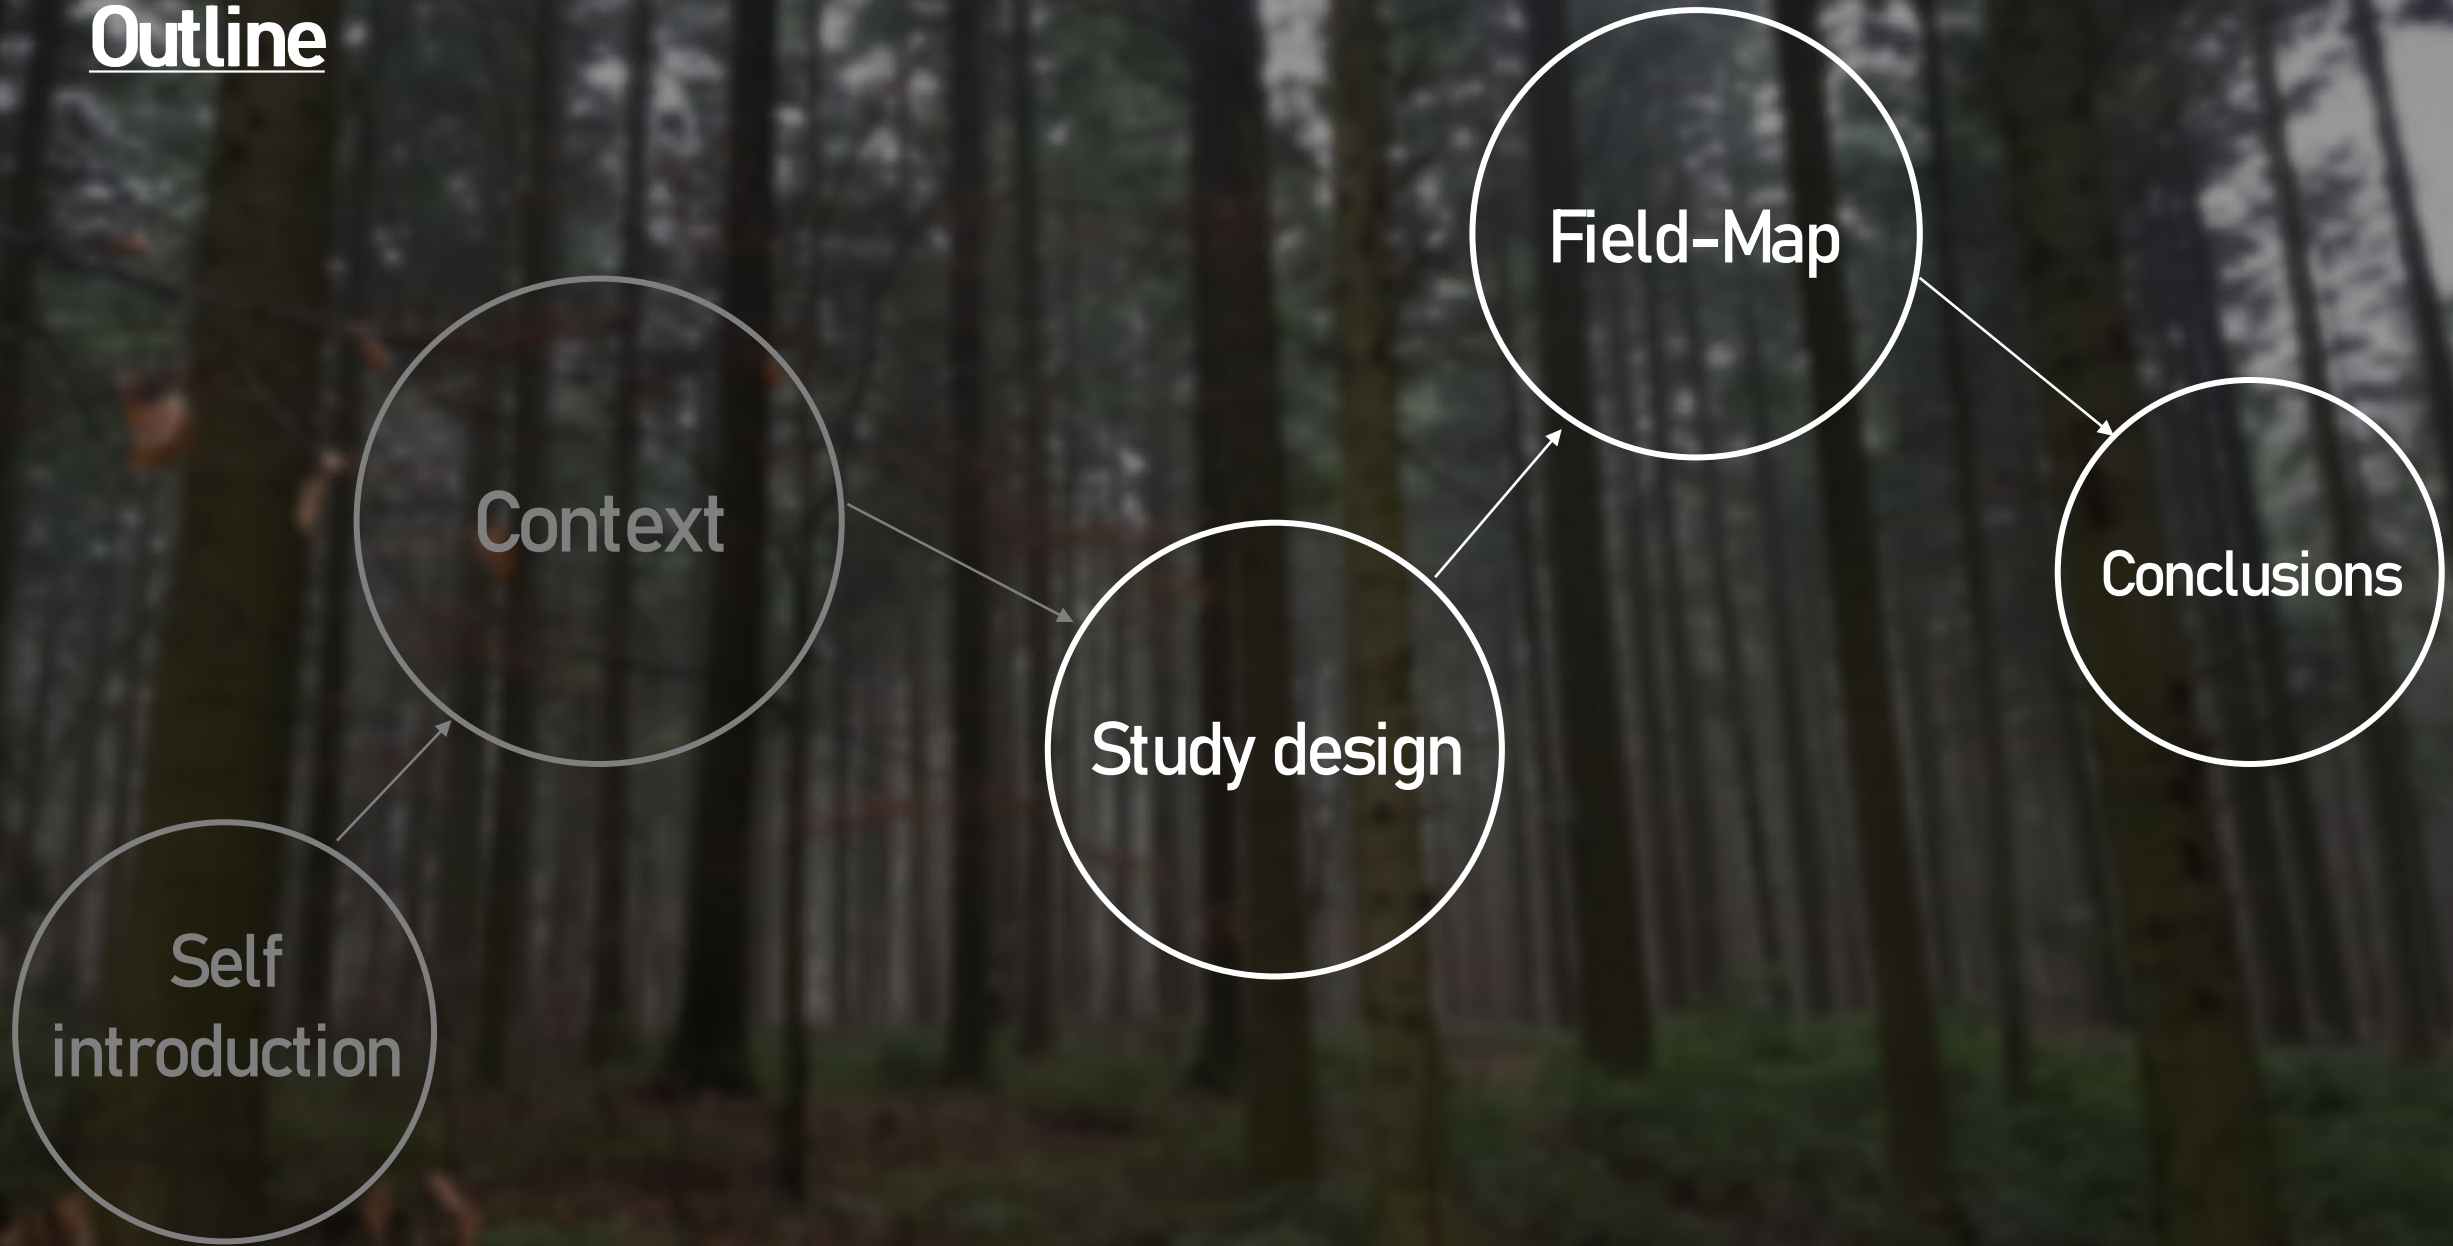 Outline
Self
introduction
Context
Study design
Field-Map
Conclusions